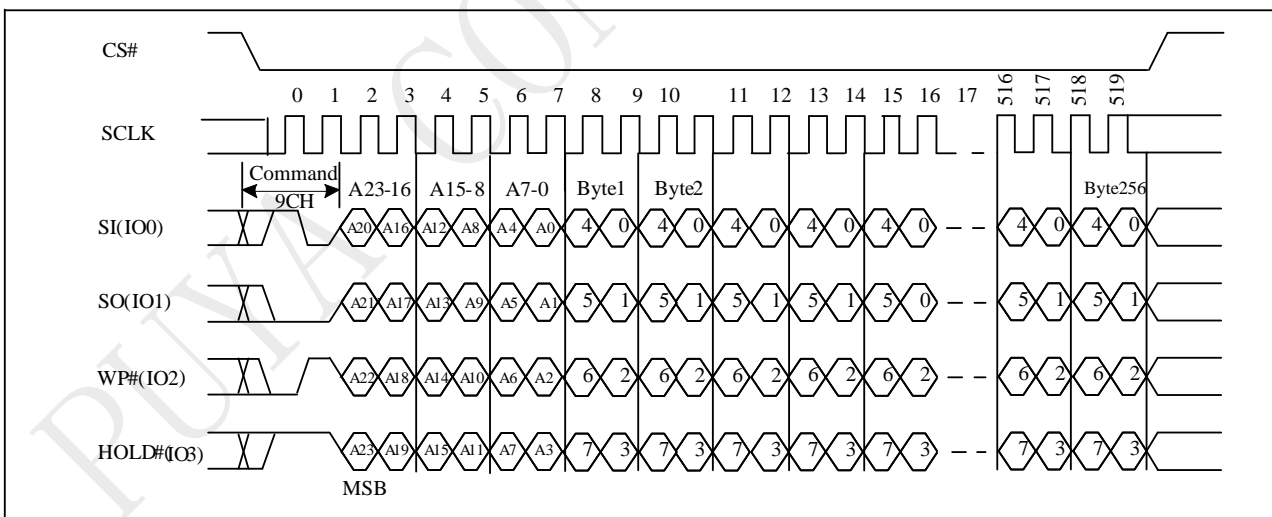 PUYA CON
CS#
0 1 2 3 4 5 6 7 8 9 10 11 12 13 14 15 16 17 516 517 518 519
SCLK
Command
9CH
A23-16 A15-8 A7-0 Byte1 Byte2 Byte256
SI(IO0) A20 A16 A12 A8 A4 A0 4 0 4 0 4 0 4 0 4 0 4 0 4 0
SO(IO1) A21 A17 A13 A9 A5 A1 5 1 5 1 5 1 5 1 5 0 5 1 5 1
WP#(IO2) A22 A18 A14 A10 A6 A2 6 2 6 2 6 2 6 2 6 2 6 2 6 2
HOLD#(IO3) A23 A19 A15 A11 A7 A3 7 3 7 3 7 3 7 3 7 3 7 3 7 3
MSB